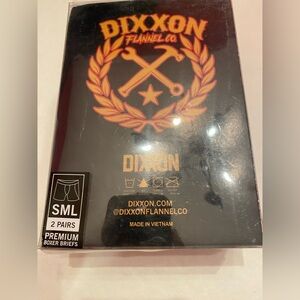 DIXXON
FLANNEL CO.
DIXXON
DIXXON.COM
@DIXXONFLANNELCO
MADE IN VIETNAM
SML
2 PAIRS
PREMIUM
BOXER BRIEFS